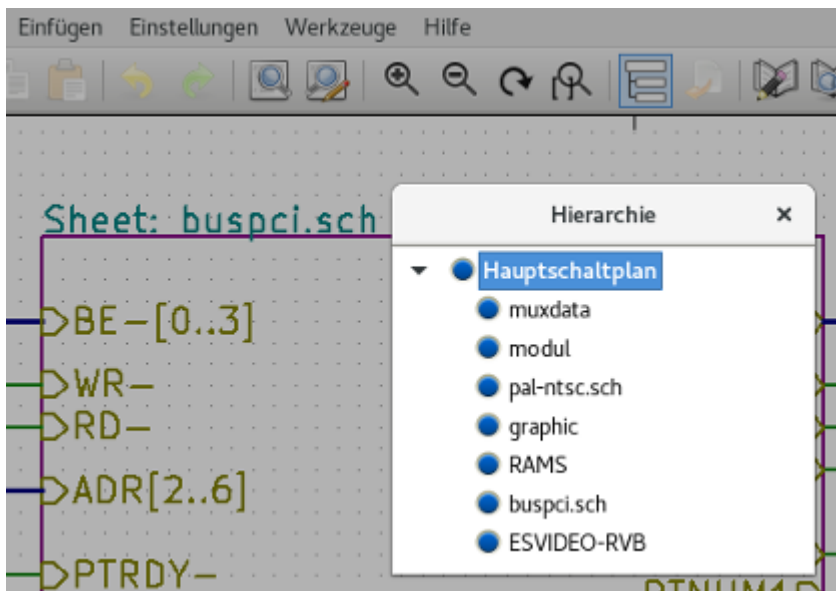 Einfügen Einstellungen Werkzeuge Hilfe
Sheet: buspci.sch
Hierarchie
Hauptschaltplan
muxdata
modul
pal-ntsc.sch
graphic
RAMS
buspci.sch
ESVIDEO-RVB
BE-[0..3]
WR-
RD-
ADR[2..6]
PTRDY-